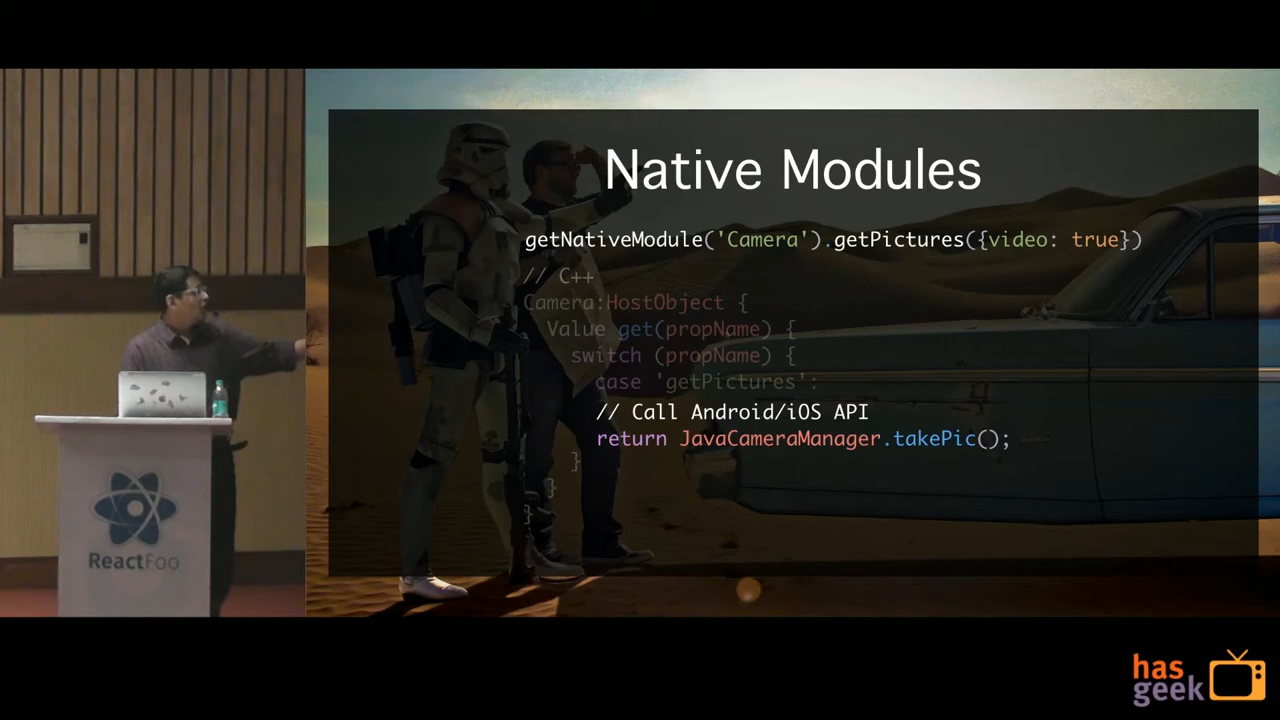 Native Modules
getNativeModule('Camera').getPictures({video: true})
// C++
Camera:HostObject {
Value get(propName) {
switch (propName) {
case 'getPictures':
// Call Android/iOS API
return JavaCameraManager.takePic();
}
}
}
ReactFoo
has
geek